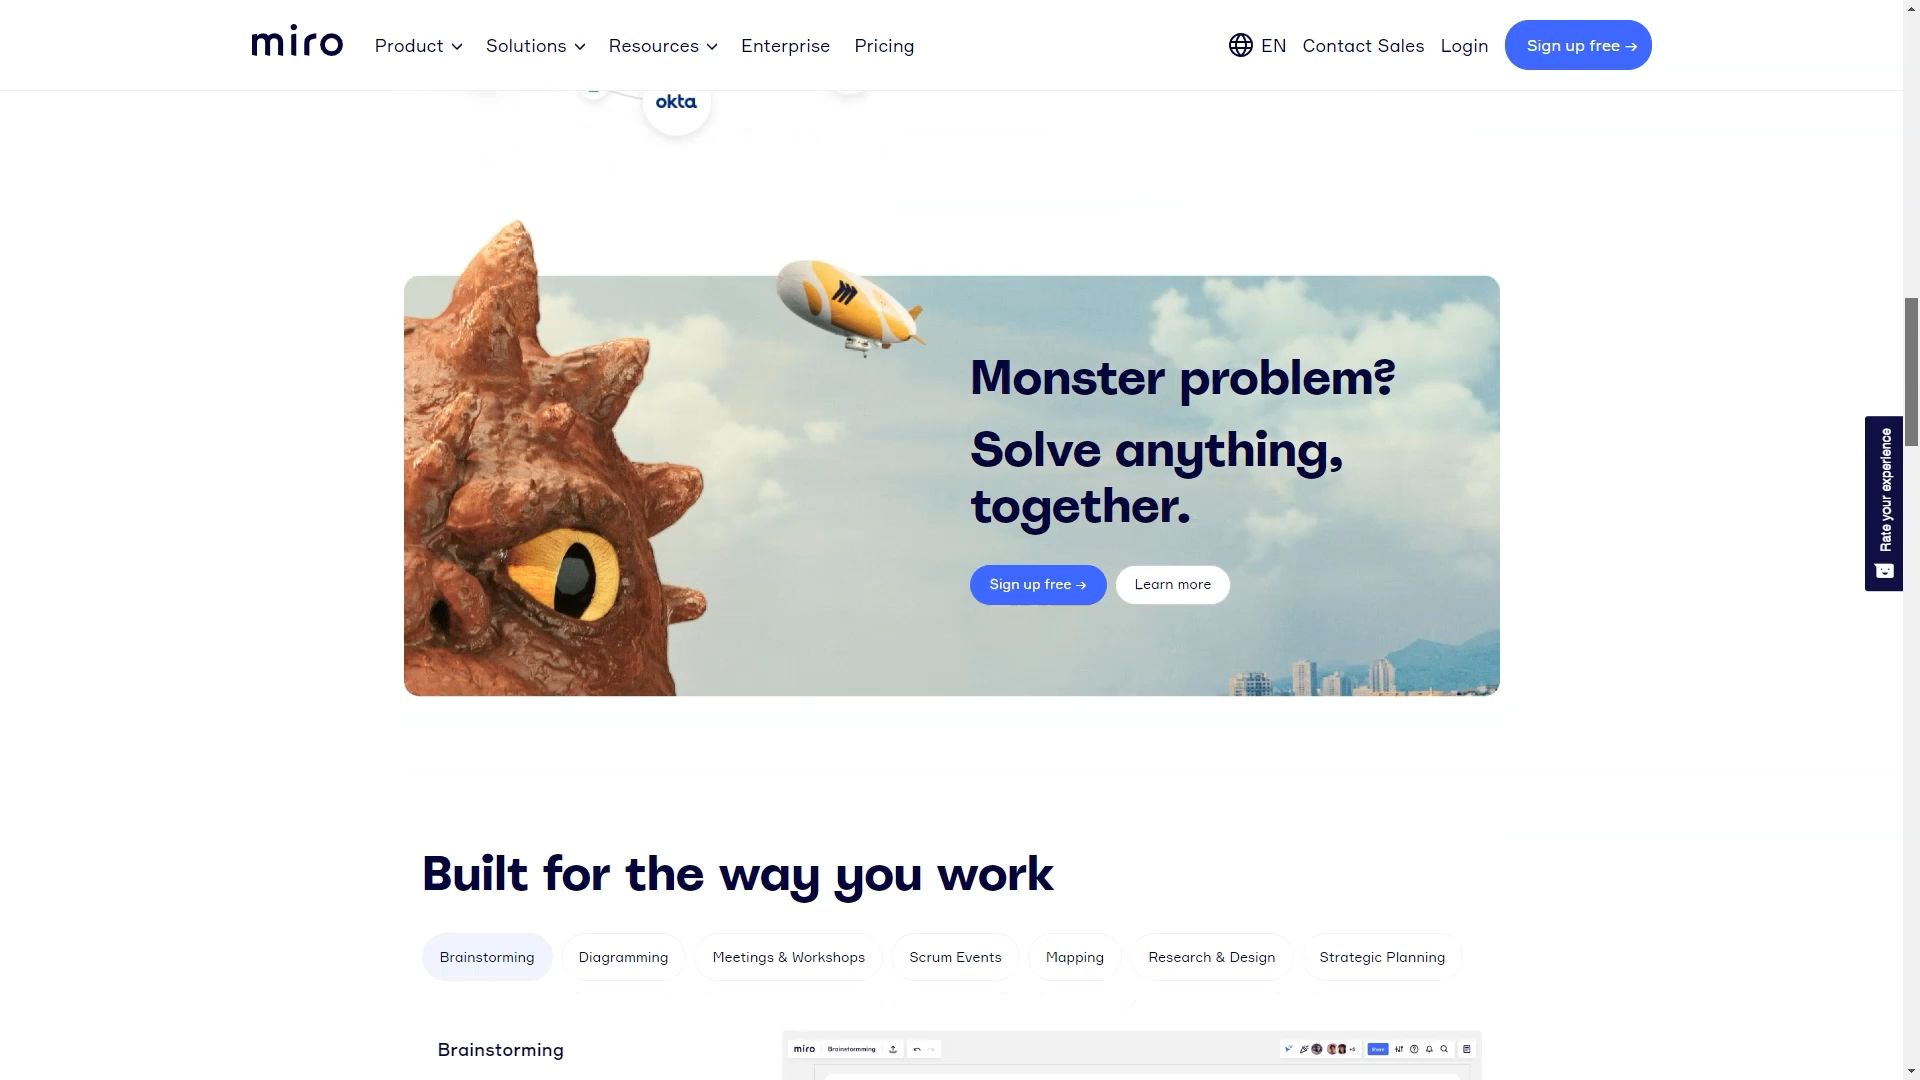 miro
Product
Solutions
Resources
Enterprise
Pricing
EN
Contact Sales
Login
Sign up free →
okta
Monster problem?
Solve anything,
together.
Sign up free →
Learn more
Rate your experience
Built for the way you work
Brainstorming
Diagramming
Meetings & Workshops
Scrum Events
Mapping
Research & Design
Strategic Planning
Brainstorming
miro
Brainstorming
Share